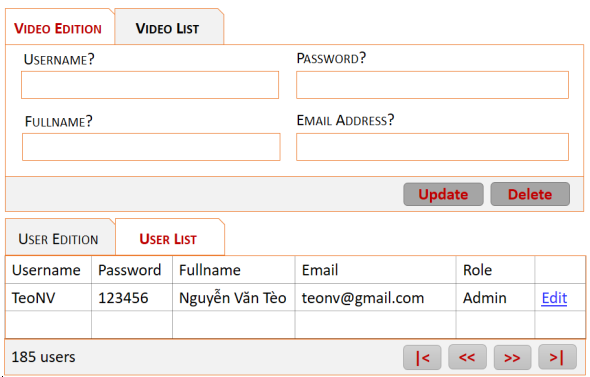 VIDEO EDITION VIDEO LIST
USERNAME? PASSWORD?
FULLNAME? EMAIL ADDRESS?
Update Delete
USER EDITION USER LIST
Username Password Fullname Email Role
TeoNV 123456 Nguyễn Văn Tèo teonv@gmail.com Admin Edit
185 users |< << >> >|